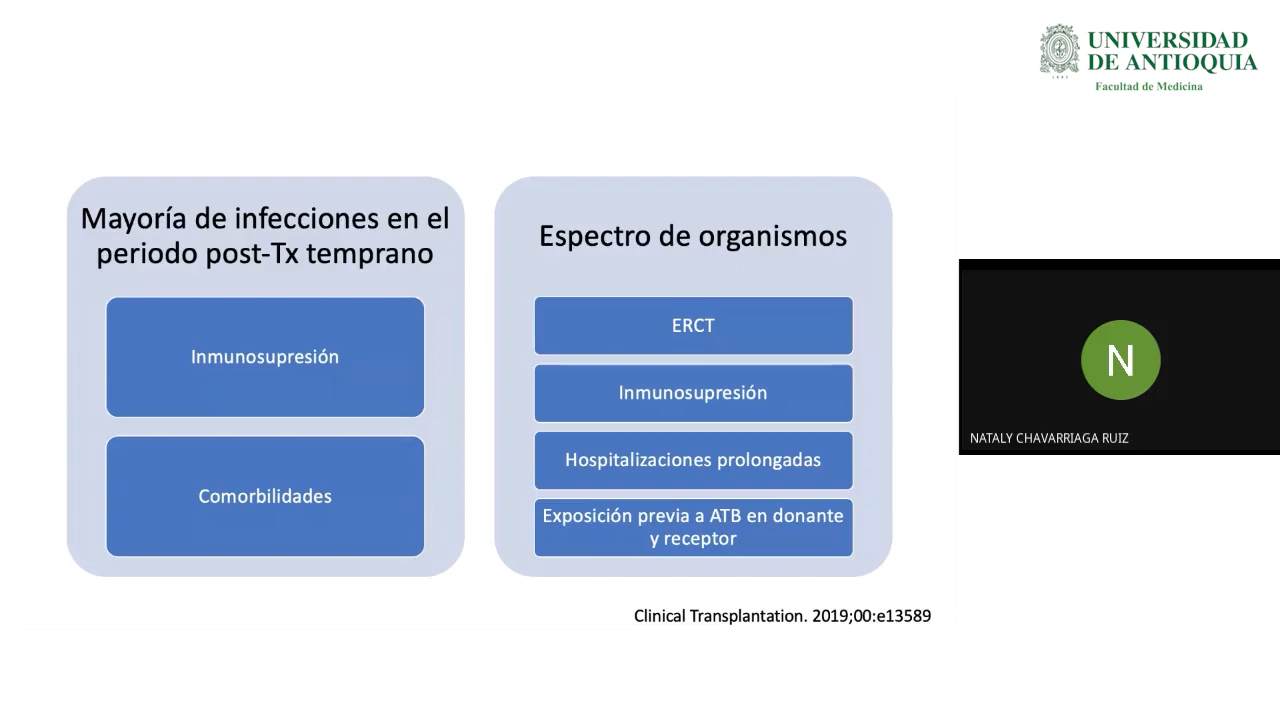 UNIVERSIDAD
DE ANTIOQUIA
Facultad de Medicina
Mayoría de infecciones en el
periodo post-Tx temprano
Inmunosupresión
Comorbilidades
Espectro de organismos
ERCT
Inmunosupresión
Hospitalizaciones prolongadas
Exposición previa a ATB en donante
y receptor
Clinical Transplantation. 2019;00:e13589
N
NATALY CHAVARRIAGA RUIZ